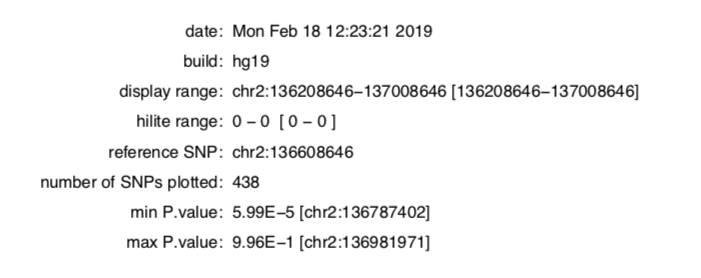 date: Mon Feb 18 12:23:21 2019
build: hg19
display range: chr2:136208646−137008646 [136208646−137008646]
hilite range: 0 − 0 [ 0 − 0 ]
reference SNP: chr2:136608646
number of SNPs plotted: 438
min P.value: 5.99E−5 [chr2:136787402]
max P.value: 9.96E−1 [chr2:136981971]